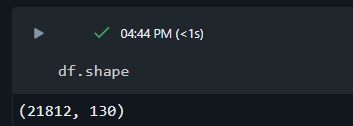 04:44 PM (<1s)
df.shape
(21812, 130)